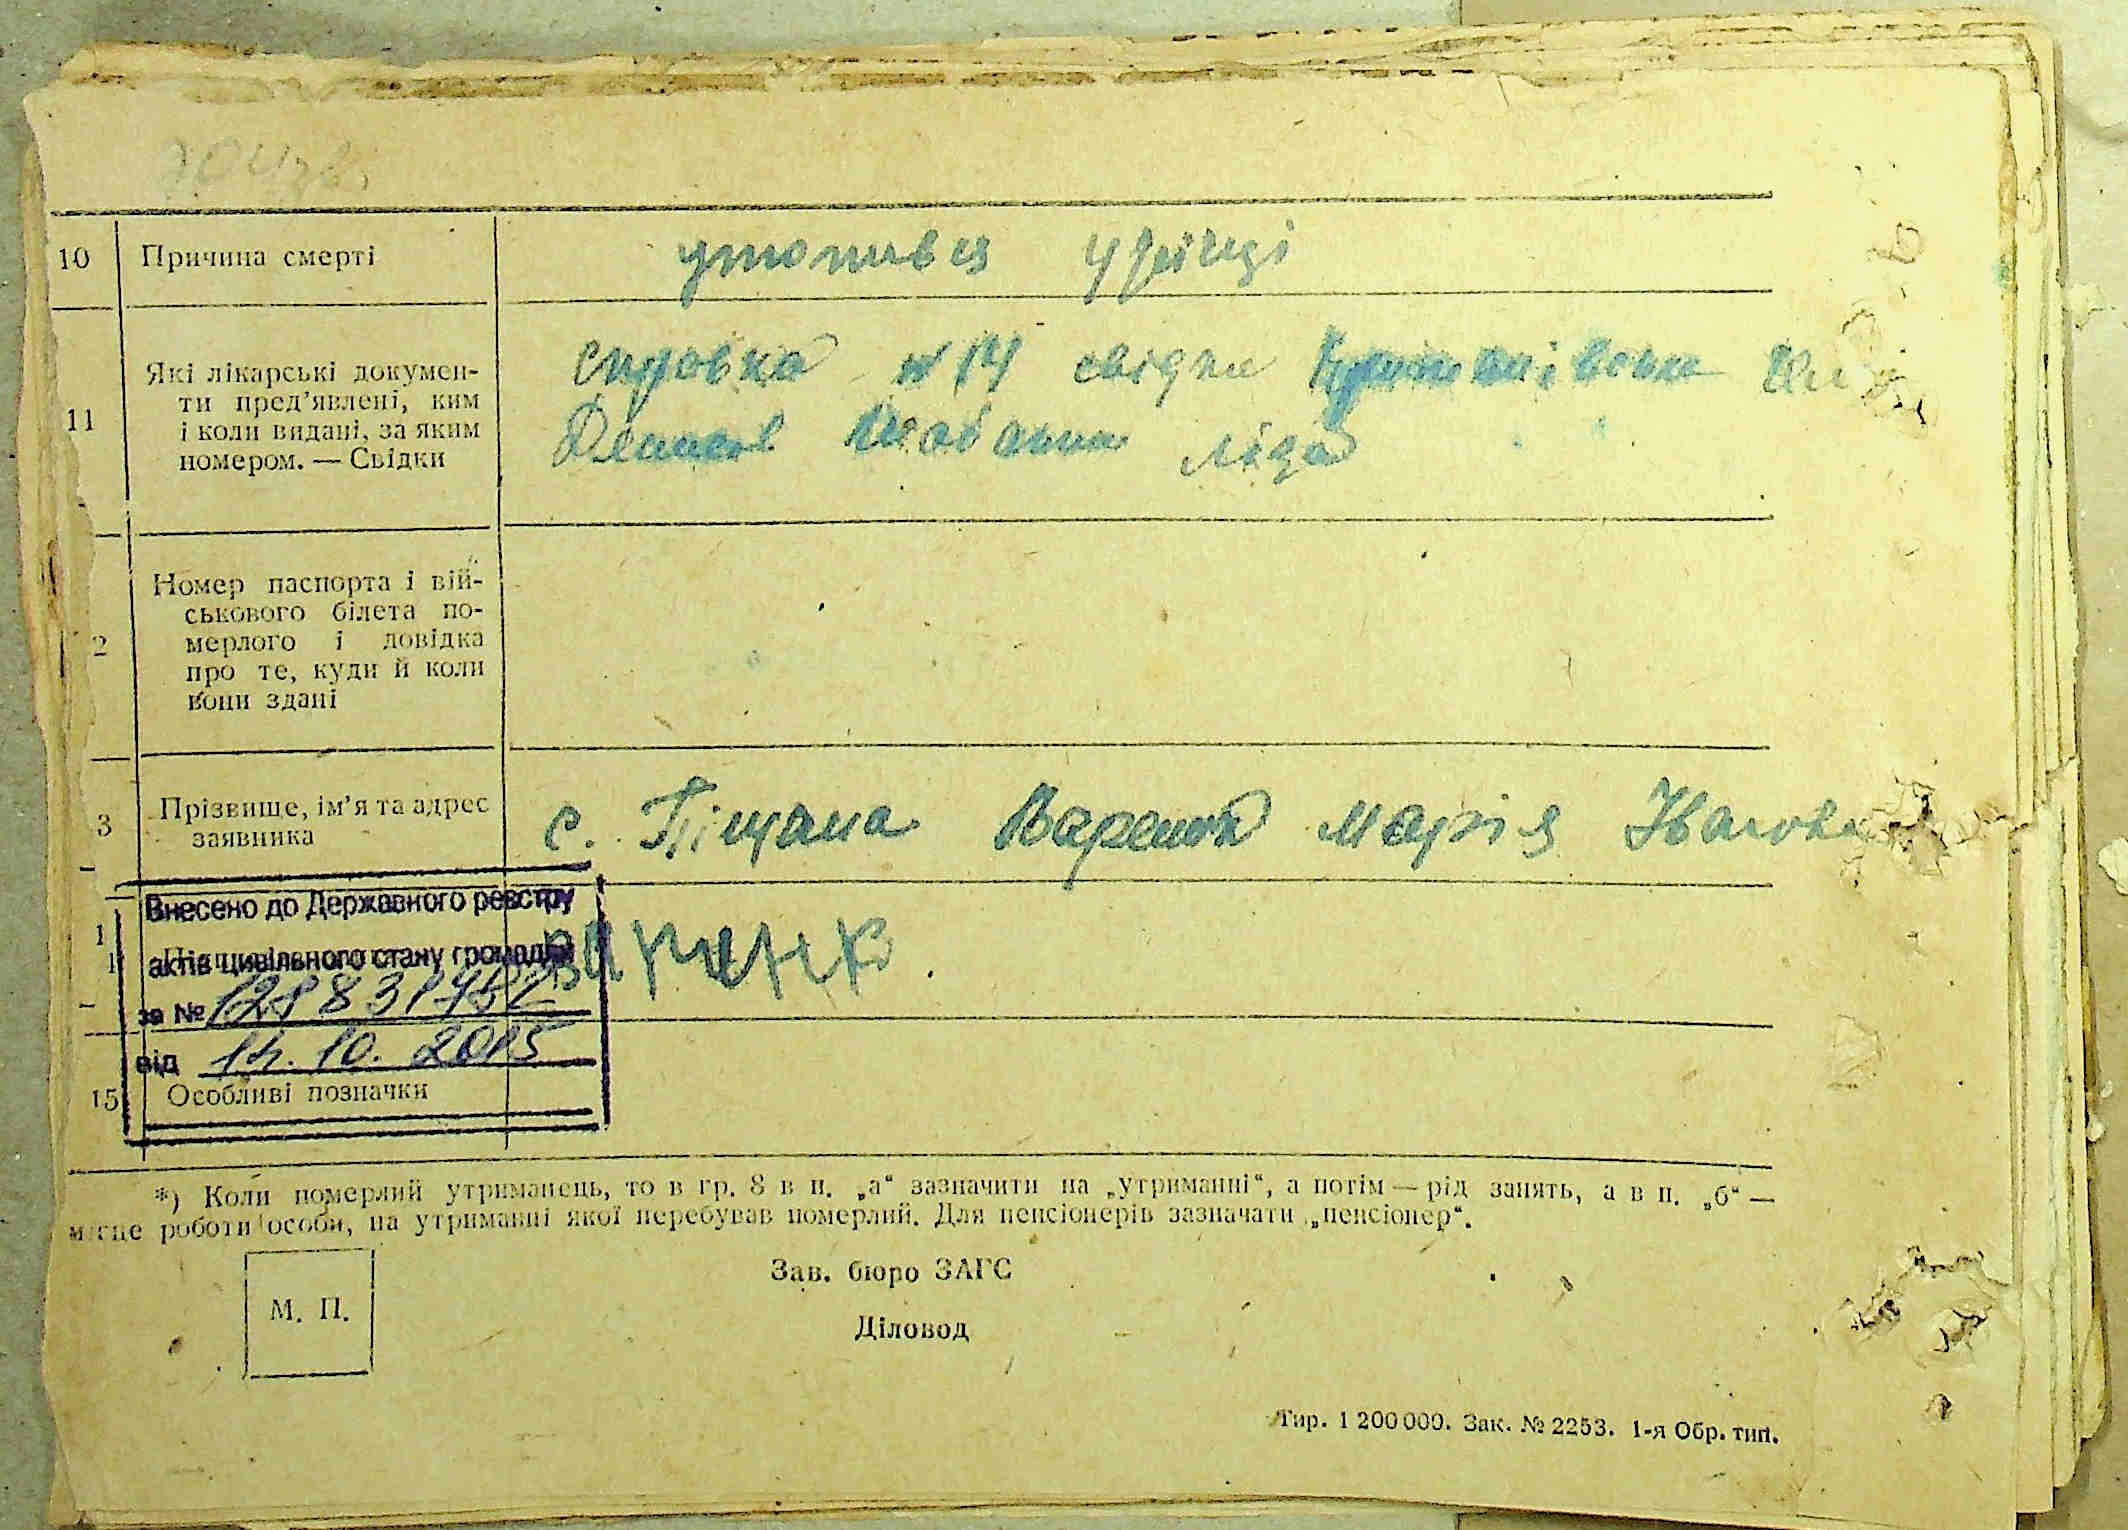 10 Причина смерті утопився у річці
11 Які лікарські докумен-
ти пред’явлені, ким
і коли видані, за яким
номером. — Свідки
справка №14 свідки
Ліда
2 Номер паспорта і вій-
ськового білета по-
мерлого і довідка
про те, куди й коли
вони здані
3 Прізвище, ім’я та адрес
заявника
с. Піщана Марія
Внесено до Державного реєстру
актів цивільного стану громадян
за №
від 14.10.2015
15 Особливі позначки
*) Коли померлий утриманець, то в гр. 8 в п. „а“ зазначити на „утриманні“, а потім — рід занять, а в п. „б“ —
місце роботи особи, на утриманні якої перебував померлий. Для пенсіонерів зазначати „пенсіонер“.
М. П.
Зав. бюро ЗАГС
Діловод
Тир. 1 200 000. Зак. № 2253. 1-я Обр. тип.